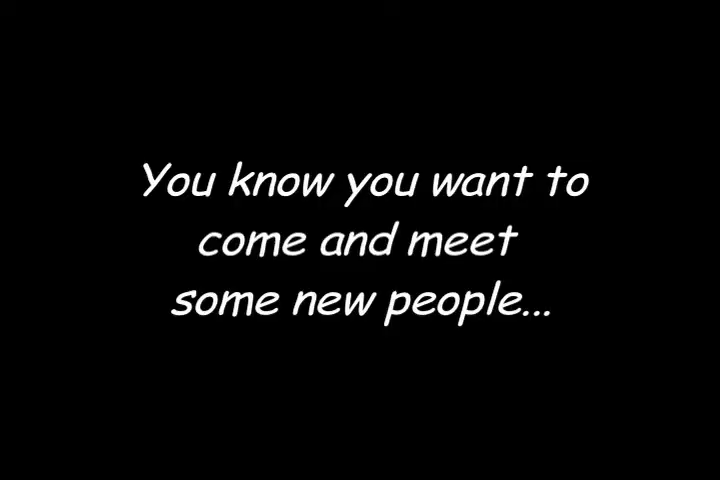 You know you want to
come and meet
some new people...